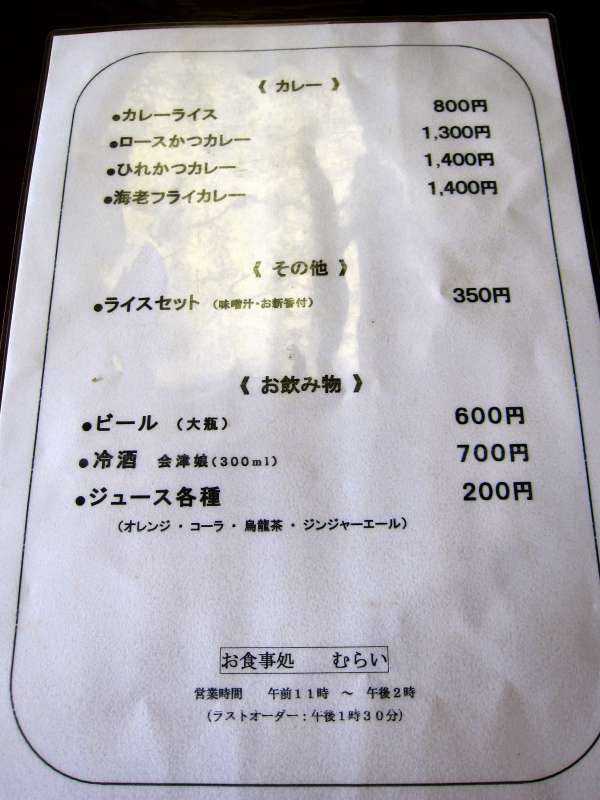 《 カレー 》
●カレーライス 800円
●ロースかつカレー 1,300円
●ひれかつカレー 1,400円
●海老フライカレー 1,400円
《 その他 》
●ライスセット (味噌汁・お新香付) 350円
《 お飲み物 》
●ビール (大瓶) 600円
●冷酒 会津娘(300ml) 700円
●ジュース各種 200円
(オレンジ ・ コーラ ・ 烏龍茶 ・ ジンジャーエール)
お食事処 むらい
営業時間 午前11時 ～ 午後2時
(ラストオーダー：午後1時30分)